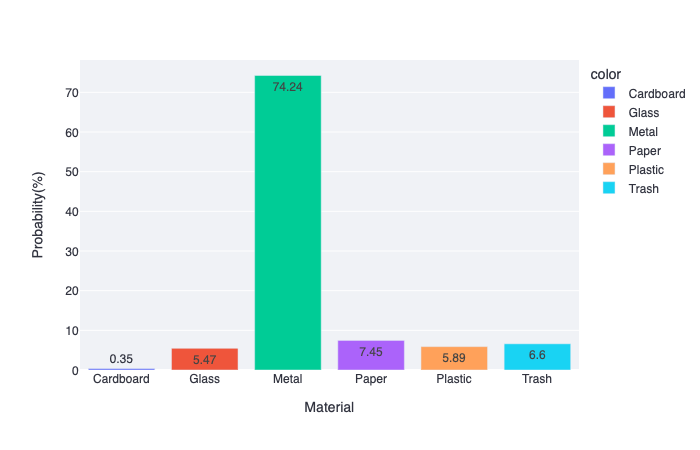 color
Cardboard
Glass
Metal
Paper
Plastic
Trash
Probability(%)
70
60
50
40
30
20
10
0
74.24
7.45
6.6
5.89
5.47
0.35
Cardboard Glass Metal Paper Plastic Trash
Material